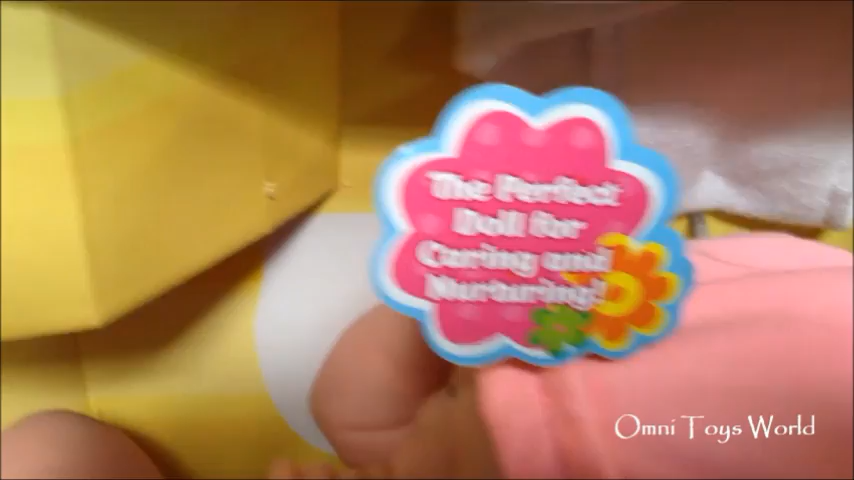 The Perfect
Doll for
Caring and
Nurturing!
Omni Toys World